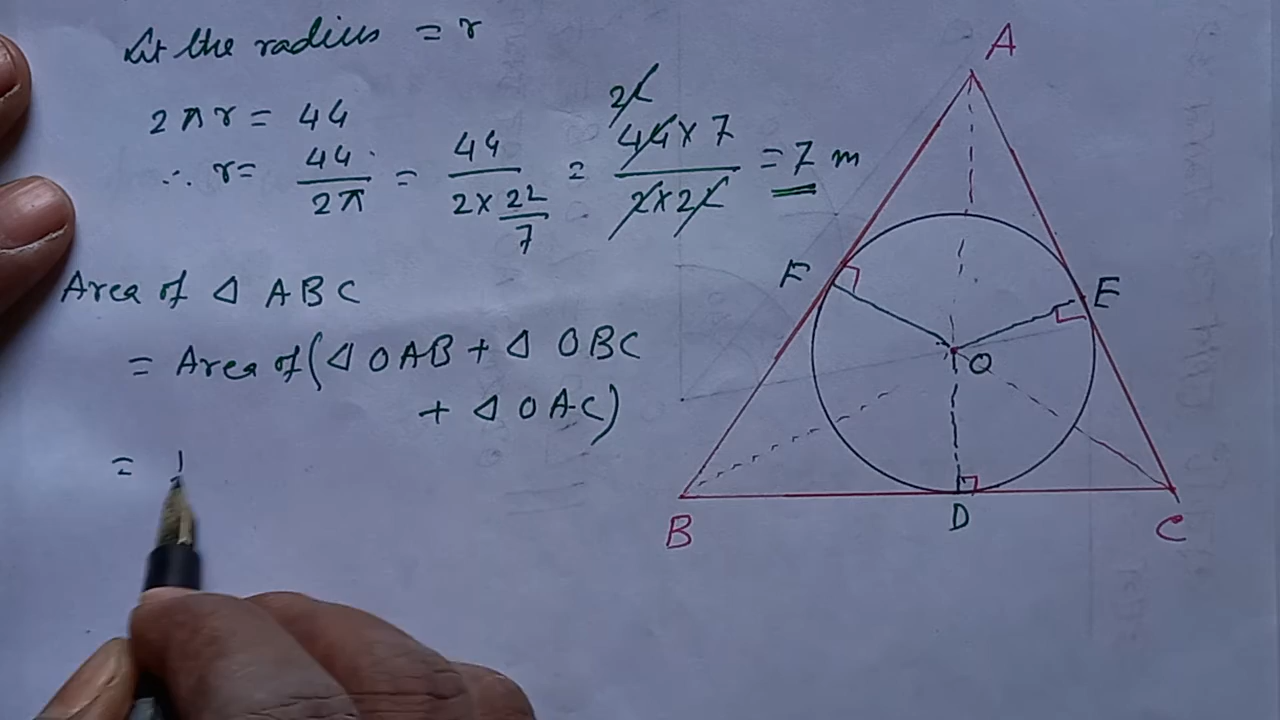 Let the radius = r
2πr = 44
∴ r = 44/2π = 44/(2×22/7) = 44×7/2×22 = 7 m
2
Area of △ ABC
= Area of (△ OAB + △ OBC
+ △ OAC)
= 1
A
F
E
O
B
D
C